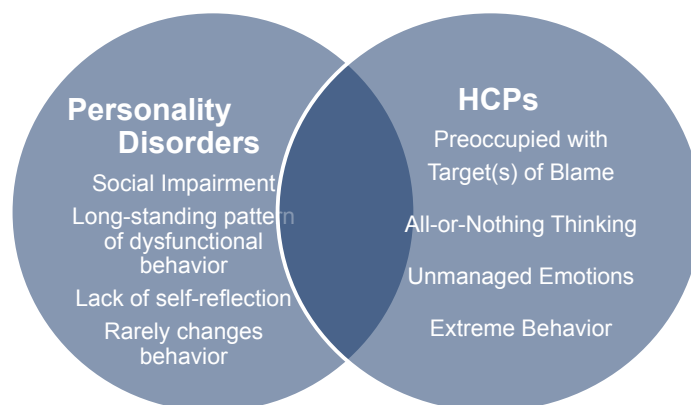 Personality
Disorders
Social Impairment
Long-standing pattern
of dysfunctional
behavior
Lack of self-reflection
Rarely changes
behavior
HCPs
Preoccupied with
Target(s) of Blame
All-or-Nothing Thinking
Unmanaged Emotions
Extreme Behavior